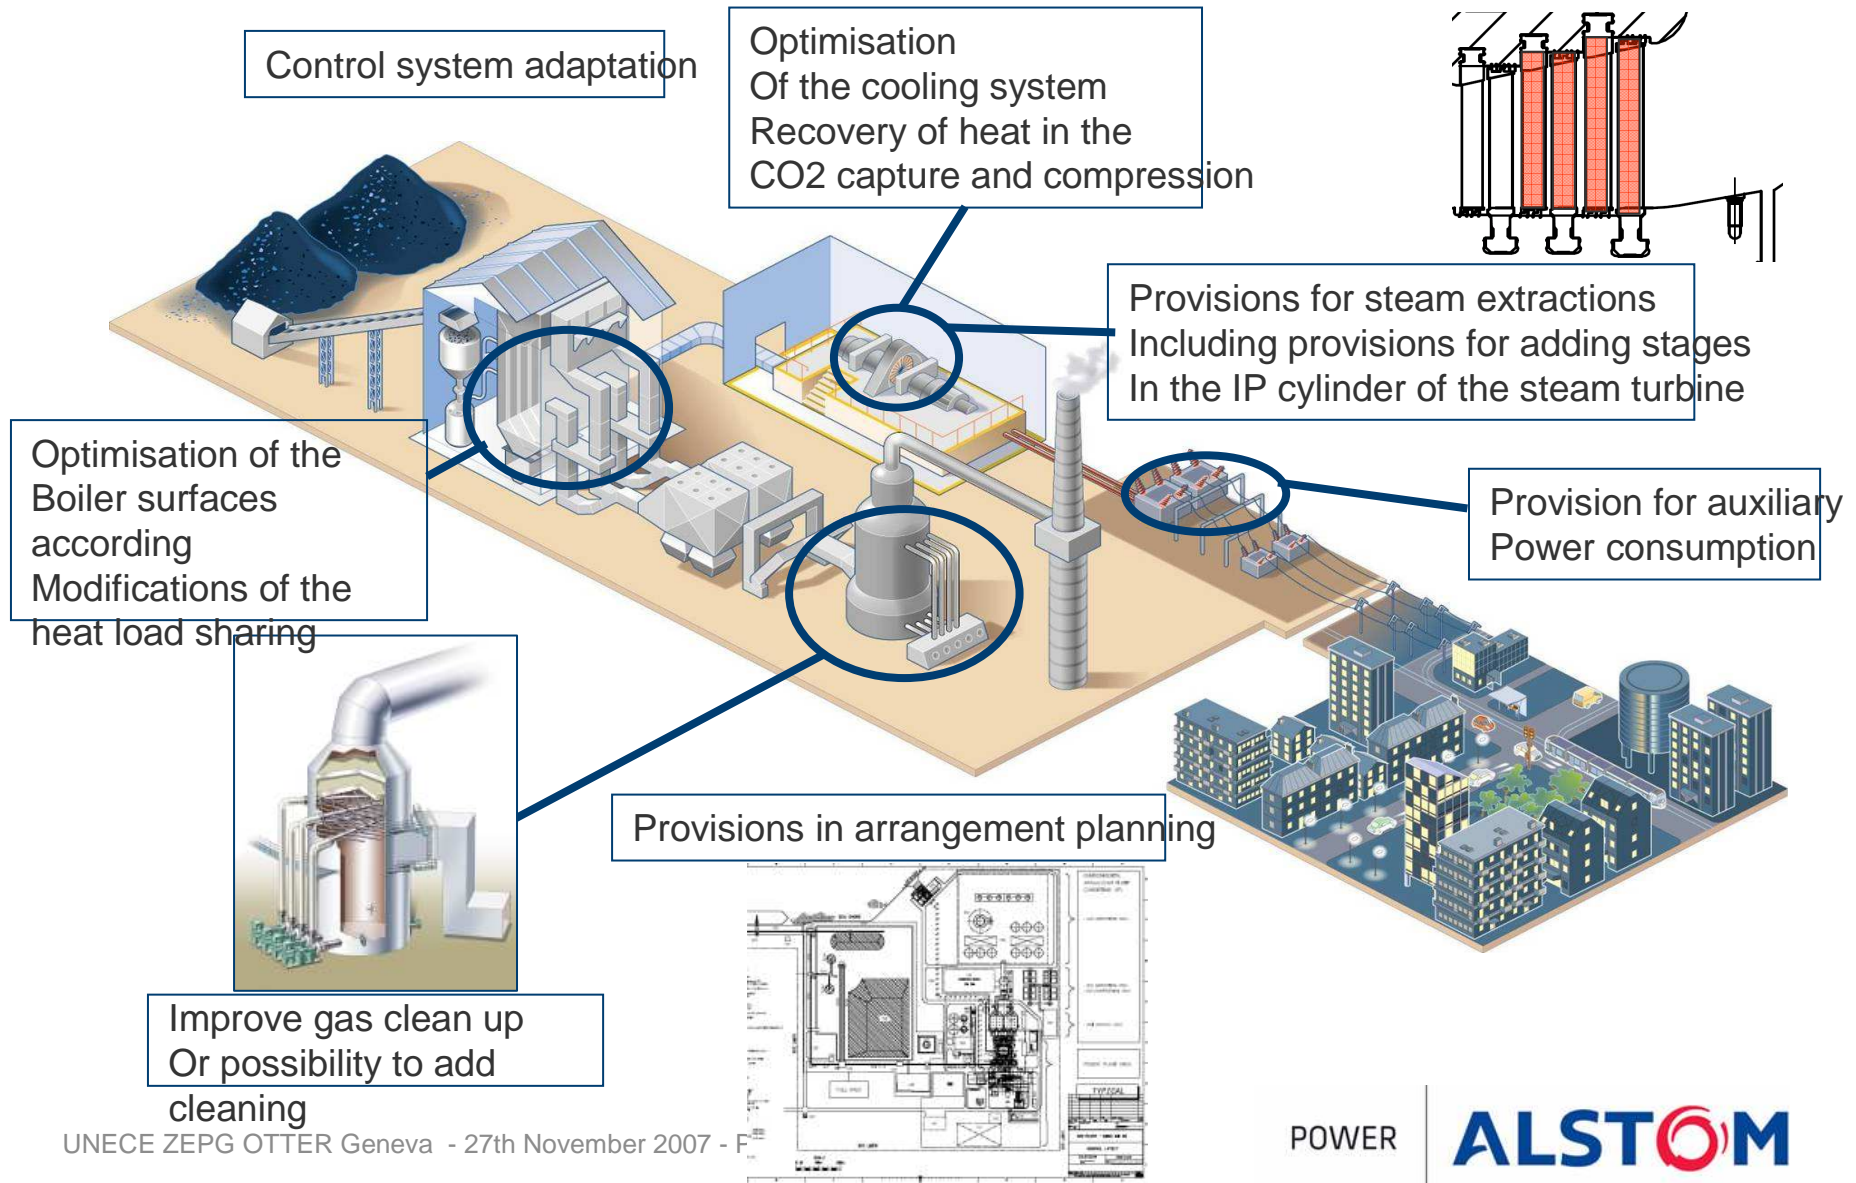 Control system adaptation
Optimisation
Of the cooling system
Recovery of heat in the
CO2 capture and compression
Provisions for steam extractions
Including provisions for adding stages
In the IP cylinder of the steam turbine
Optimisation of the
Boiler surfaces
according
Modifications of the
heat load sharing
Provision for auxiliary
Power consumption
Provisions in arrangement planning
Improve gas clean up
Or possibility to add
cleaning
TYPICAL
UNECE ZEPG OTTER Geneva - 27th November 2007 - P
POWER
ALSTOM